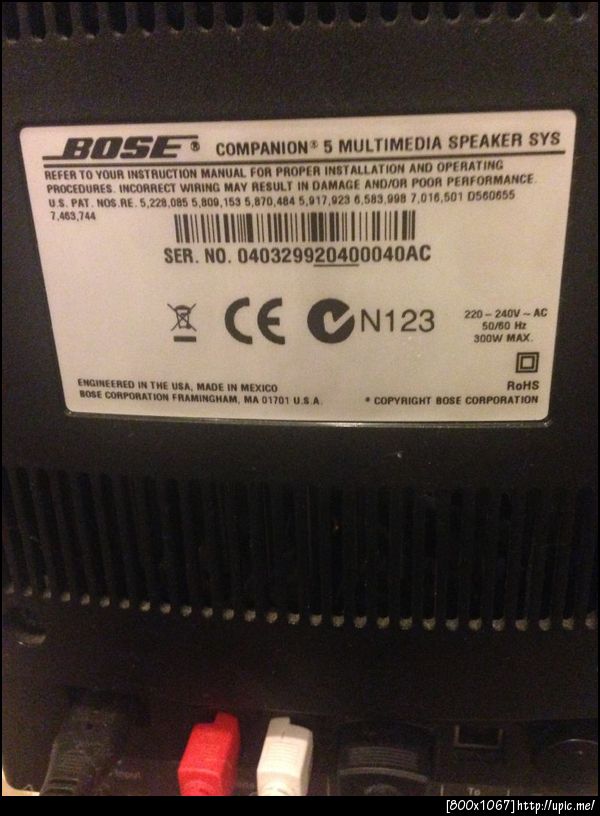 BOSE ® COMPANION® 5 MULTIMEDIA SPEAKER SYS
REFER TO YOUR INSTRUCTION MANUAL FOR PROPER INSTALLATION AND OPERATING
PROCEDURES. INCORRECT WIRING MAY RESULT IN DAMAGE AND/OR POOR PERFORMANCE.
U.S. PAT. NOS.RE. 5,228,085 5,809,153 5,870,484 5,917,923 6,583,998 7,016,501 D560655
7,463,744
SER. NO. 040329920400040AC
CE N123
220 - 240V ~ AC
50/60 Hz
300W MAX.
RoHS
ENGINEERED IN THE USA, MADE IN MEXICO
BOSE CORPORATION FRAMINGHAM, MA 01701 U.S.A.
COPYRIGHT BOSE CORPORATION
To
[800x1067] http://upic.me/